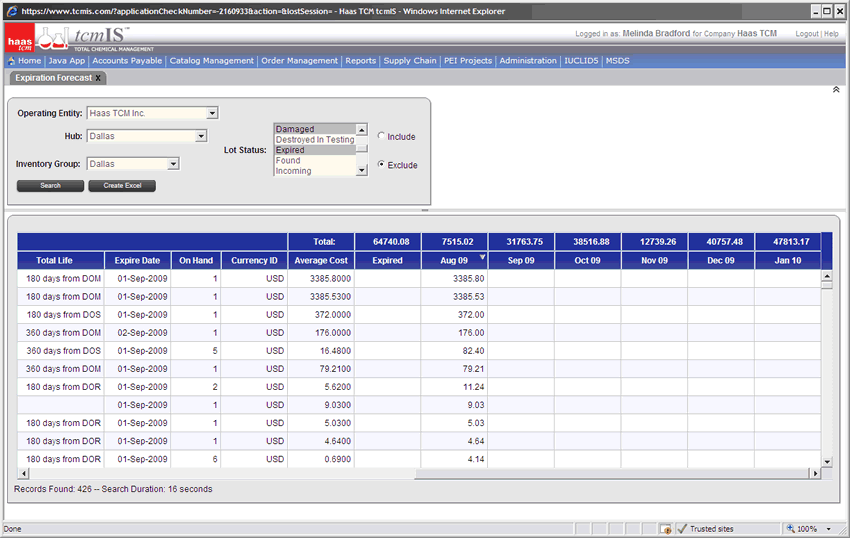 https://www.tcmis.com/?applicationCheckNumber=-2160933&action=&lostSession= - Haas TCM tcmIS - Windows Internet Explorer
haas tcm tcmIS™ TOTAL CHEMICAL MANAGEMENT
Logged in as: Melinda Bradford for Company Haas TCM Logout | Help
Home | Java App | Accounts Payable | Catalog Management | Order Management | Reports | Supply Chain | PEI Projects | Administration | IUCLID5 | MSDS
Expiration Forecast X
Operating Entity: Haas TCM Inc.
Hub: Dallas
Inventory Group: Dallas
Search Create Excel
Lot Status:
Damaged
Destroyed In Testing
Expired
Found
Incoming
Include
Exclude
Total: 64740.08 7515.02 31763.75 38516.88 12739.26 40757.48 47813.17
Total Life Expire Date On Hand Currency ID Average Cost Expired Aug 09 Sep 09 Oct 09 Nov 09 Dec 09 Jan 10
180 days from DOM 01-Sep-2009 1 USD 3385.8000 3385.80
180 days from DOM 01-Sep-2009 1 USD 3385.5300 3385.53
180 days from DOS 01-Sep-2009 1 USD 372.0000 372.00
360 days from DOM 02-Sep-2009 1 USD 176.0000 176.00
360 days from DOS 01-Sep-2009 5 USD 16.4800 82.40
360 days from DOM 01-Sep-2009 1 USD 79.2100 79.21
180 days from DOR 01-Sep-2009 2 USD 5.6200 11.24
01-Sep-2009 1 USD 9.0300 9.03
180 days from DOR 01-Sep-2009 1 USD 5.0300 5.03
180 days from DOR 01-Sep-2009 1 USD 4.6400 4.64
180 days from DOR 01-Sep-2009 6 USD 0.6900 4.14
Records Found: 426 -- Search Duration: 16 seconds
Done Trusted sites 100%